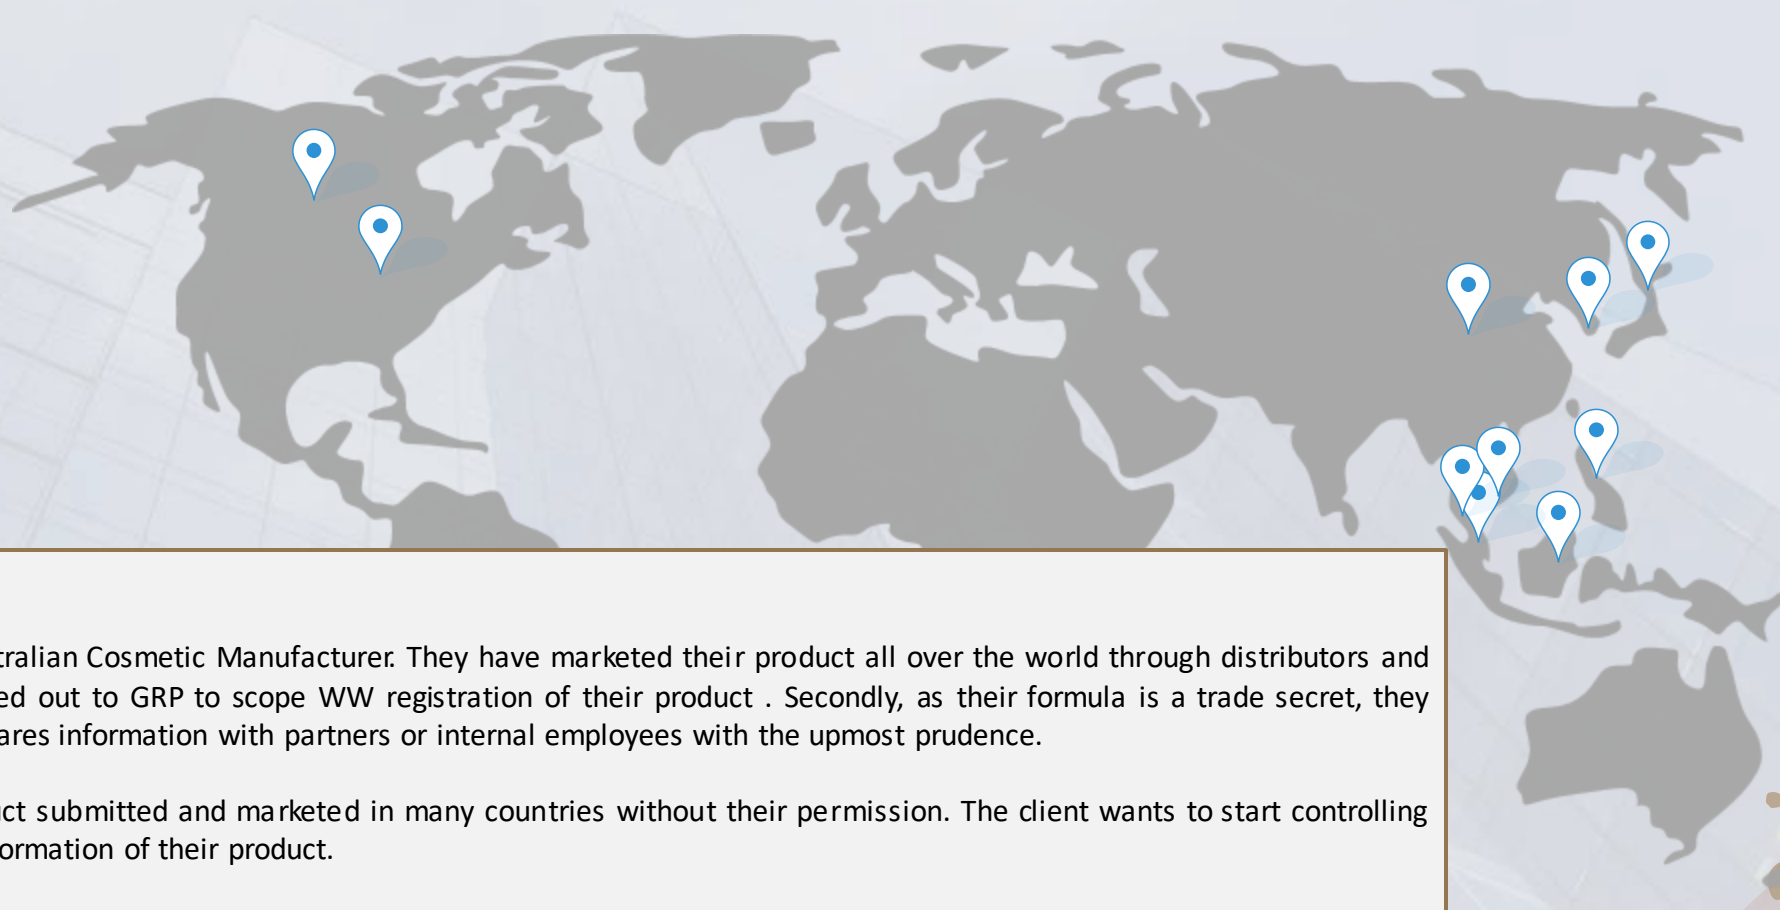 tralian Cosmetic Manufacturer. They have marketed their product all over the world through distributors and
ed out to GRP to scope WW registration of their product . Secondly, as their formula is a trade secret, they
ares information with partners or internal employees with the upmost prudence.
ct submitted and marketed in many countries without their permission. The client wants to start controlling
ormation of their product.